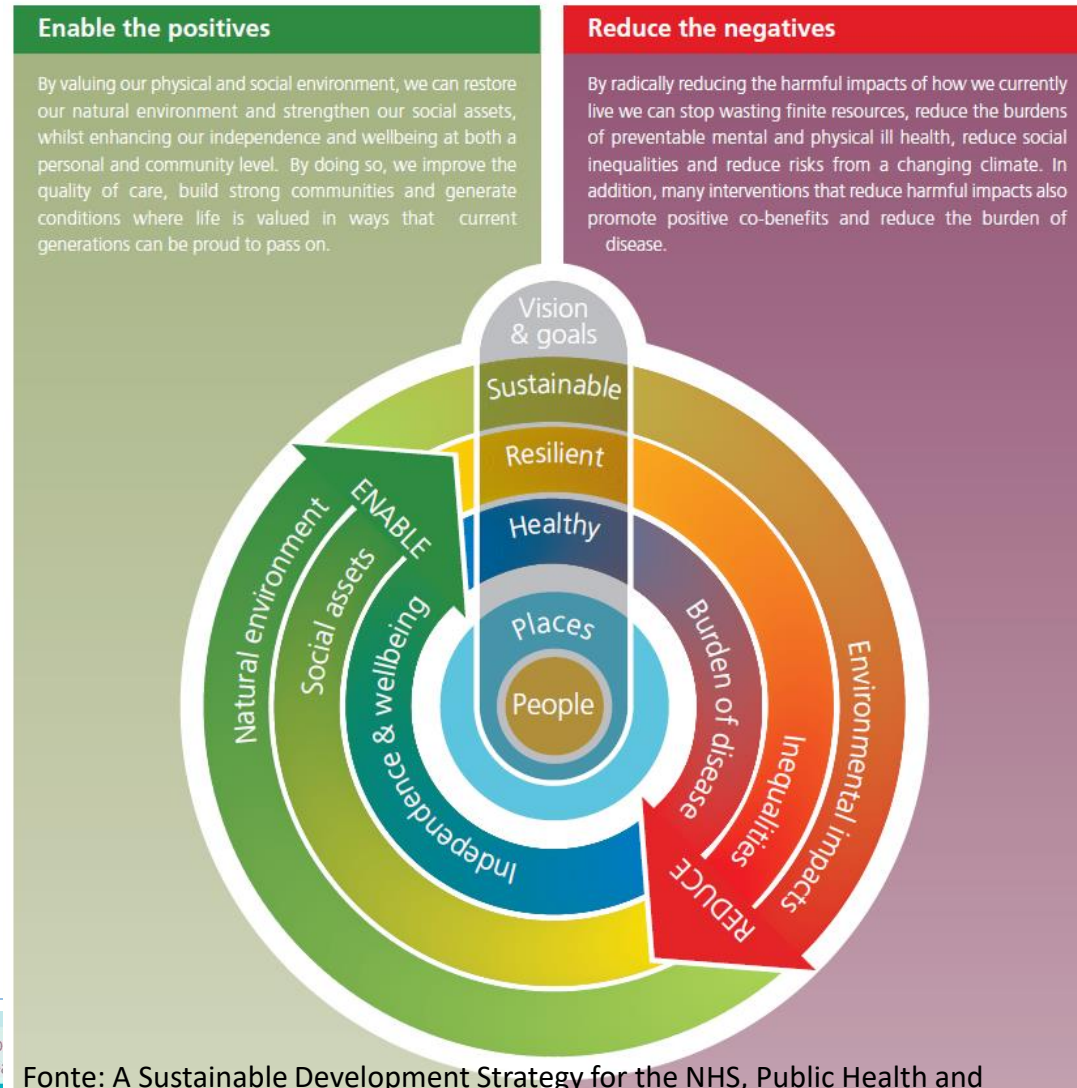 Enable the positives
By valuing our physical and social environment, we can restore
our natural environment and strengthen our social assets,
whilst enhancing our independence and wellbeing at both a
personal and community level. By doing so, we improve the
quality of care, build strong communities and generate
conditions where life is valued in ways that current
generations can be proud to pass on.
Reduce the negatives
By radically reducing the harmful impacts of how we currently
live we can stop wasting finite resources, reduce the burdens
of preventable mental and physical ill health, reduce social
inequalities and reduce risks from a changing climate. In
addition, many interventions that reduce harmful impacts also
promote positive co-benefits and reduce the burden of
disease.
Vision
& goals
Sustainable
Resilient
Healthy
Places
People
ENABLE
Natural environment
Social assets
Independence & wellbeing
Burden of disease
Inequalities
Environmental impacts
REDUCE
Fonte: A Sustainable Development Strategy for the NHS, Public Health and